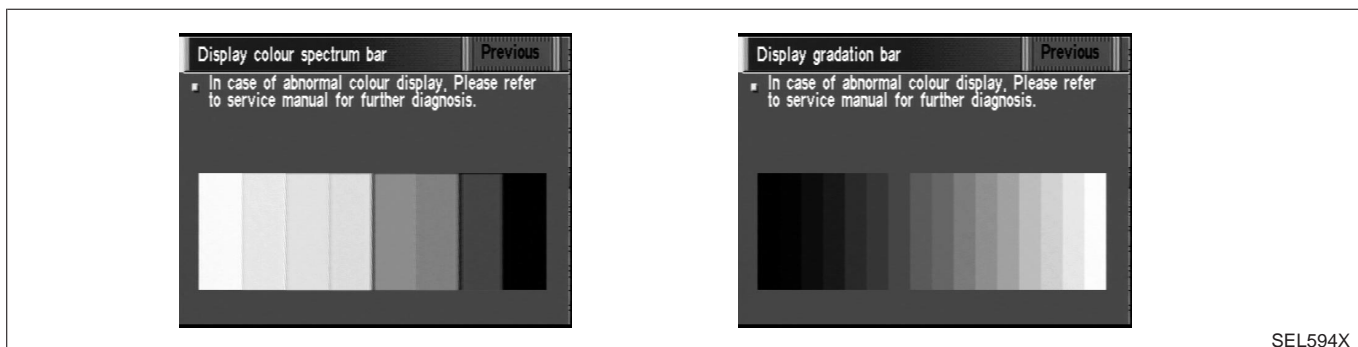 Display colour spectrum bar
Previous
In case of abnormal colour display, Please refer
to service manual for further diagnosis.
Display gradation bar
Previous
In case of abnormal colour display, Please refer
to service manual for further diagnosis.
SEL594X